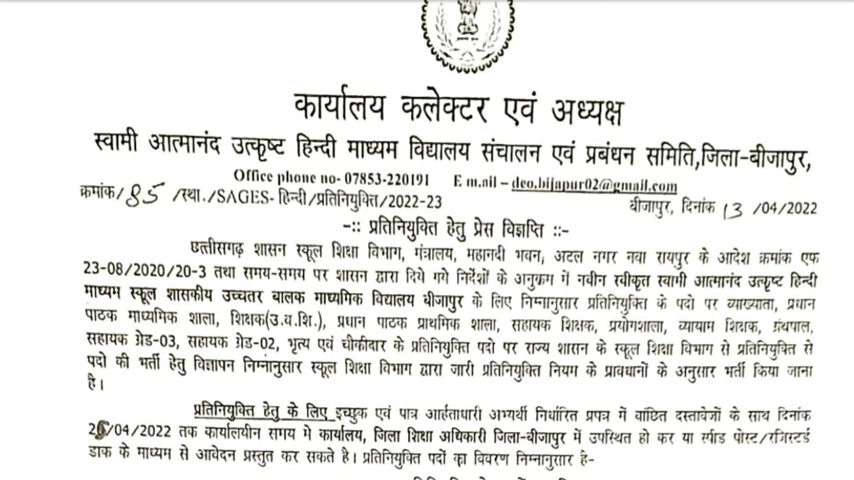 कार्यालय कलेक्टर एवं अध्यक्ष
स्वामी आत्मानंद उत्कृष्ट हिन्दी माध्यम विद्यालय संचालन एवं प्रबंधन समिति,जिला-बीजापुर,
Office phone no- 07853-220191 E m.ail – deo.bijapur02@gmail.com
क्रमांक/85 /स्था./SAGES- हिन्दी/प्रतिनियुक्ति/2022-23 बीजापुर, दिनांक 13 /04/2022
-:: प्रतिनियुक्ति हेतु प्रेस विज्ञप्ति ::-
छत्तीसगढ़ शासन स्कूल शिक्षा विभाग, मंत्रालय, महानदी भवन, अटल नगर नवा रायपुर के आदेश क्रमांक एफ
23-08/2020/20-3 तथा समय-समय पर शासन द्वारा दिये गये निर्देशों के अनुक्रम में नवीन स्वीकृत स्वामी आत्मानंद उत्कृष्ट हिन्दी
माध्यम स्कूल शासकीय उच्चतर बालक माध्यमिक विद्यालय बीजापुर के लिए निम्नानुसार प्रतिनियुक्ति के पदो पर व्याख्याता, प्रधान
पाठक माध्यमिक शाला, शिक्षक(उ.व.शि.), प्रधान पाठक प्राथमिक शाला, सहायक शिक्षक, प्रयोगशाला, व्यायाम शिक्षक, ग्रंथपाल,
सहायक ग्रेड-03, सहायक ग्रेड-02, भृत्य एवं चौकीदार के प्रतिनियुक्ति पदो पर राज्य शासन के स्कूल शिक्षा विभाग से प्रतिनियुक्ति से
पदो की भर्ती हेतु विज्ञापन निम्नानुसार स्कूल शिक्षा विभाग द्वारा जारी प्रतिनियुक्ति नियम के प्रावधानों के अनुसार भर्ती किया जाना
है।
प्रतिनियुक्ति हेतु के लिए इच्छुक एवं पात्र आर्हताधारी अभ्यर्थी निर्धारित प्रपत्र में वांछित दस्तावेजों के साथ दिनांक
/04/2022 तक कार्यालयीन समय मे कार्यालय, जिला शिक्षा अधिकारी जिला-बीजापुर में उपस्थित हो कर या स्पीड पोस्ट/रजिस्टर्ड
डाक के माध्यम से आवेदन प्रस्तुत कर सकते है। प्रतिनियुक्ति पदों का विवरण निम्नानुसार है-